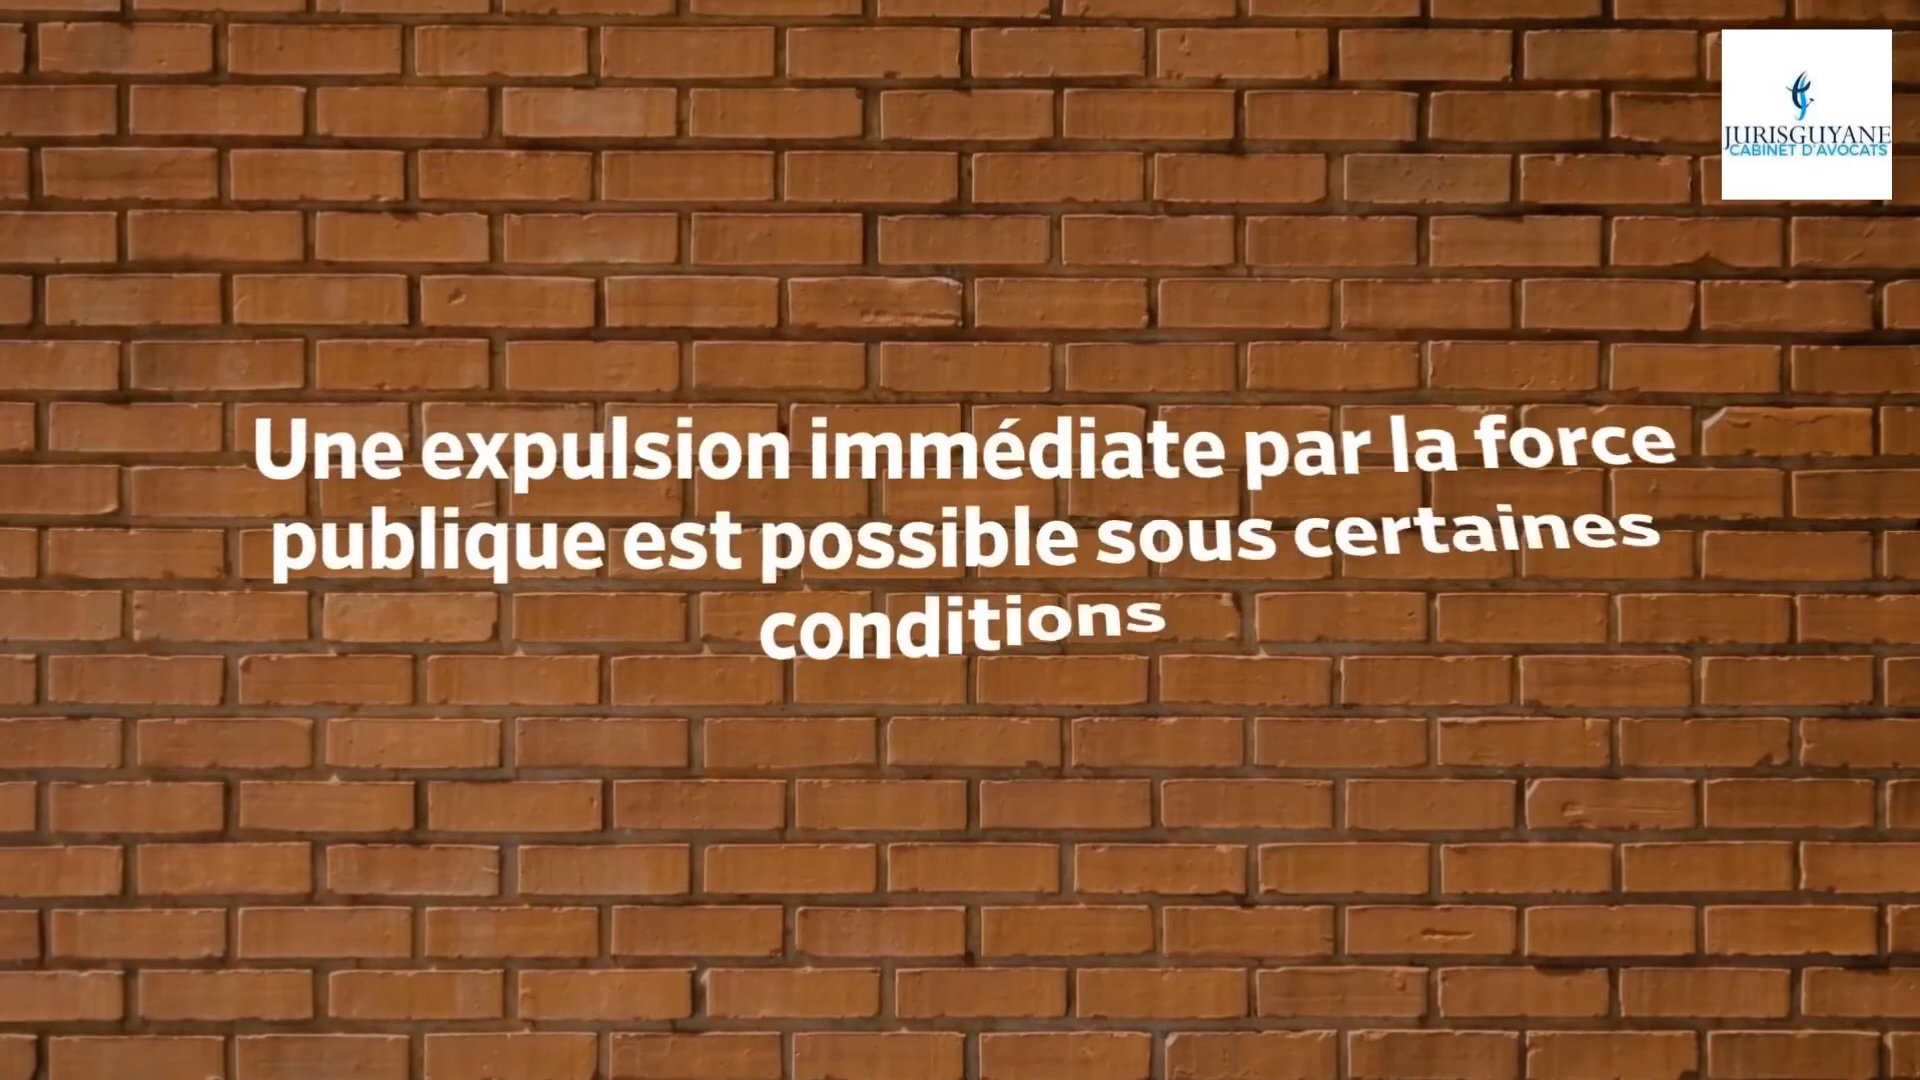 JURISGUYANE
CABINET D'AVOCATS
Une expulsion immédiate par la force
publique est possible sous certaines
conditions